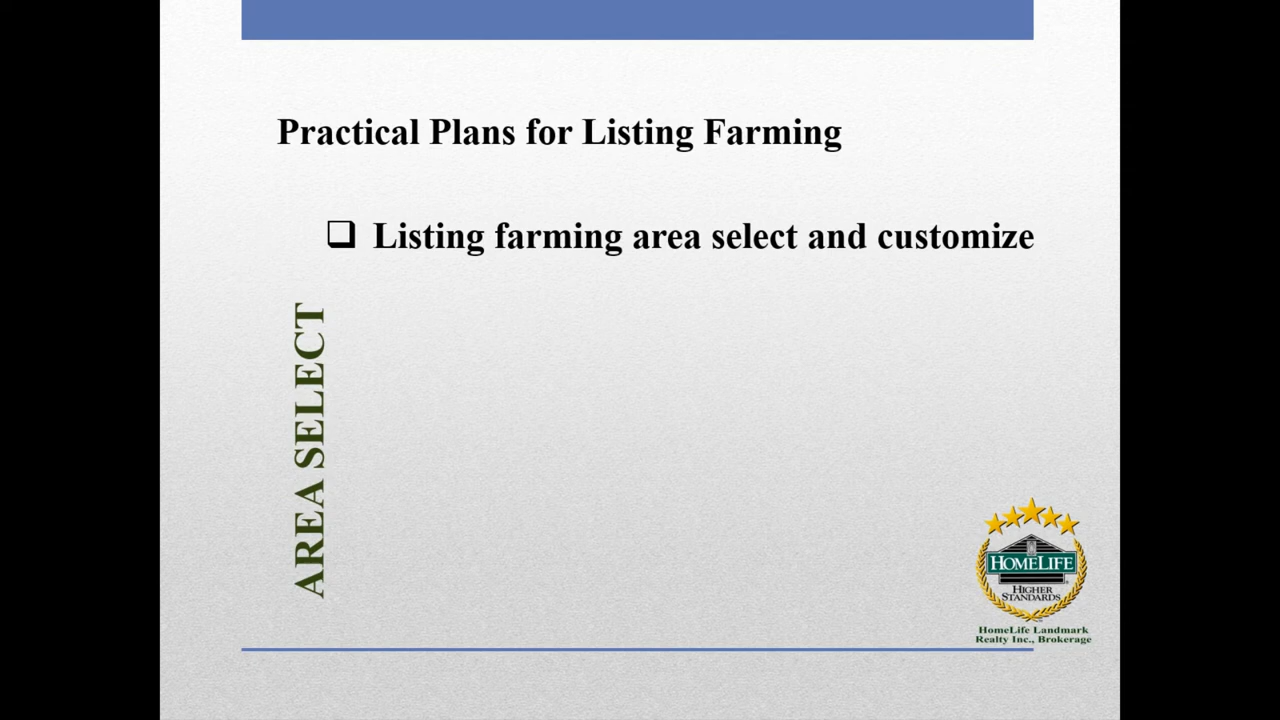 Practical Plans for Listing Farming
❑ Listing farming area select and customize
AREA SELECT
HOMELIFE
HIGHER
STANDARDS
HomeLife Landmark
Realty Inc., Brokerage